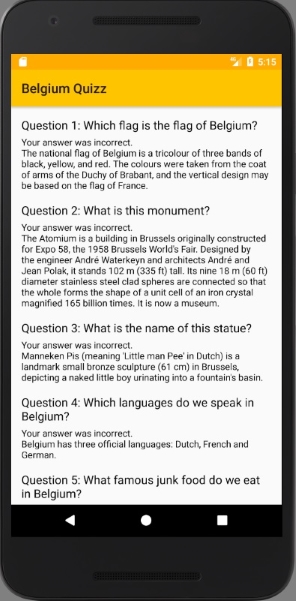 5:15
Belgium Quizz
Question 1: Which flag is the flag of Belgium?
Your answer was incorrect.
The national flag of Belgium is a tricolour of three bands of
black, yellow, and red. The colours were taken from the coat
of arms of the Duchy of Brabant, and the vertical design may
be based on the flag of France.
Question 2: What is this monument?
Your answer was incorrect.
The Atomium is a building in Brussels originally constructed
for Expo 58, the 1958 Brussels World's Fair. Designed by
the engineer André Waterkeyn and architects André and
Jean Polak, it stands 102 m (335 ft) tall. Its nine 18 m (60 ft)
diameter stainless steel clad spheres are connected so that
the whole forms the shape of a unit cell of an iron crystal
magnified 165 billion times. It is now a museum.
Question 3: What is the name of this statue?
Your answer was incorrect.
Manneken Pis (meaning 'Little man Pee' in Dutch) is a
landmark small bronze sculpture (61 cm) in Brussels,
depicting a naked little boy urinating into a fountain's basin.
Question 4: Which languages do we speak in
Belgium?
Your answer was incorrect.
Belgium has three official languages: Dutch, French and
German.
Question 5: What famous junk food do we eat
in Belgium?